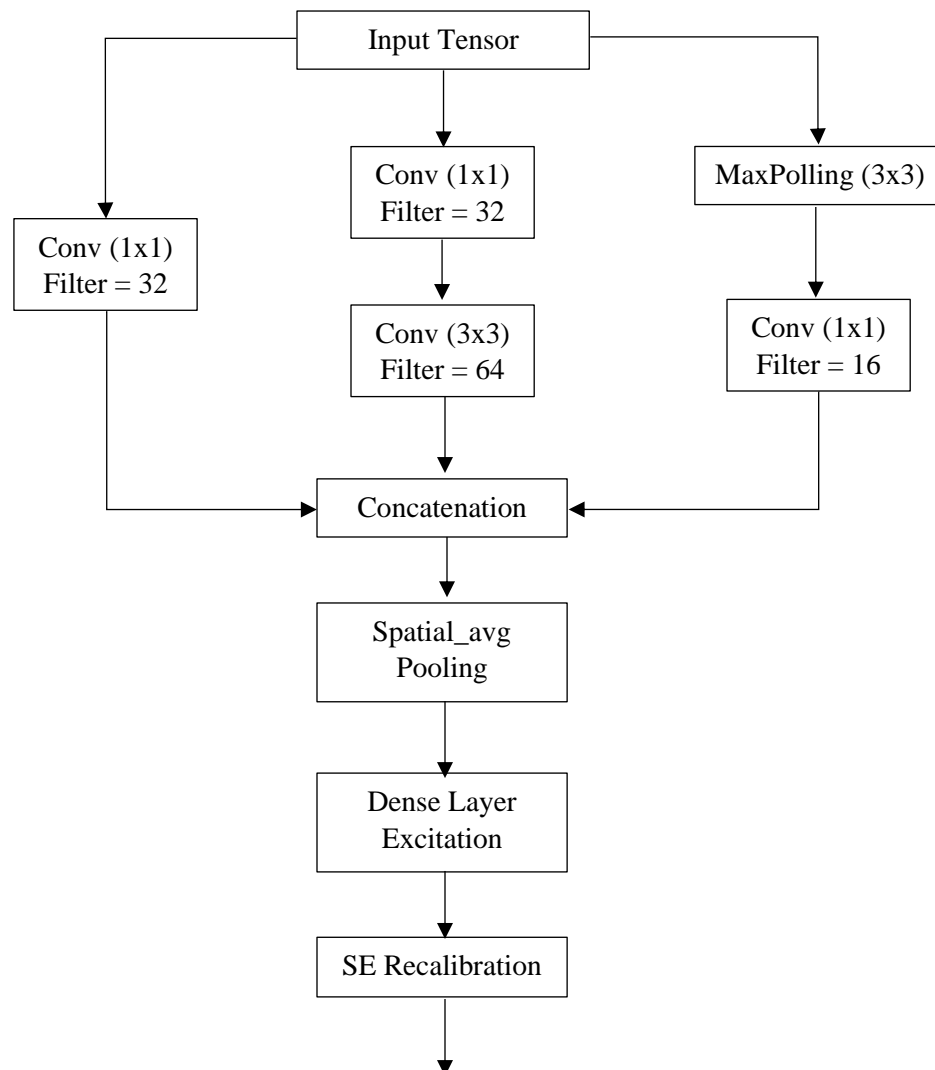 Input Tensor
Conv (1x1)
Filter = 32
Conv (1x1)
Filter = 32
MaxPolling (3x3)
Conv (3x3)
Filter = 64
Conv (1x1)
Filter = 16
Concatenation
Spatial_avg
Pooling
Dense Layer
Excitation
SE Recalibration